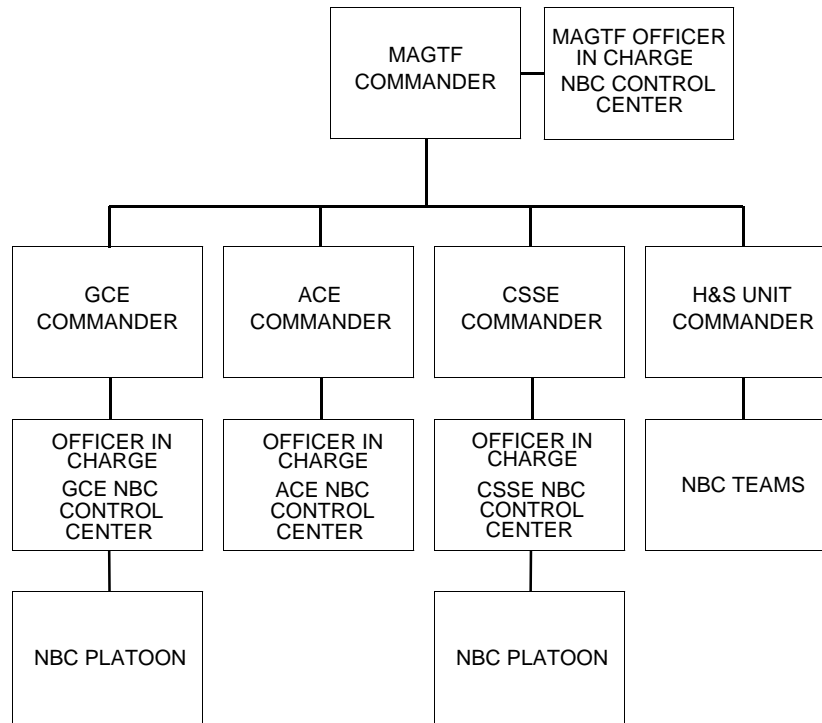 MAGTF
COMMANDER
MAGTF OFFICER
IN CHARGE
NBC CONTROL
CENTER
GCE
COMMANDER
ACE
COMMANDER
CSSE
COMMANDER
H&S UNIT
COMMANDER
OFFICER IN
CHARGE
GCE NBC
CONTROL
CENTER
OFFICER IN
CHARGE
ACE NBC
CONTROL
CENTER
OFFICER IN
CHARGE
CSSE NBC
CONTROL
CENTER
NBC TEAMS
NBC PLATOON
NBC PLATOON